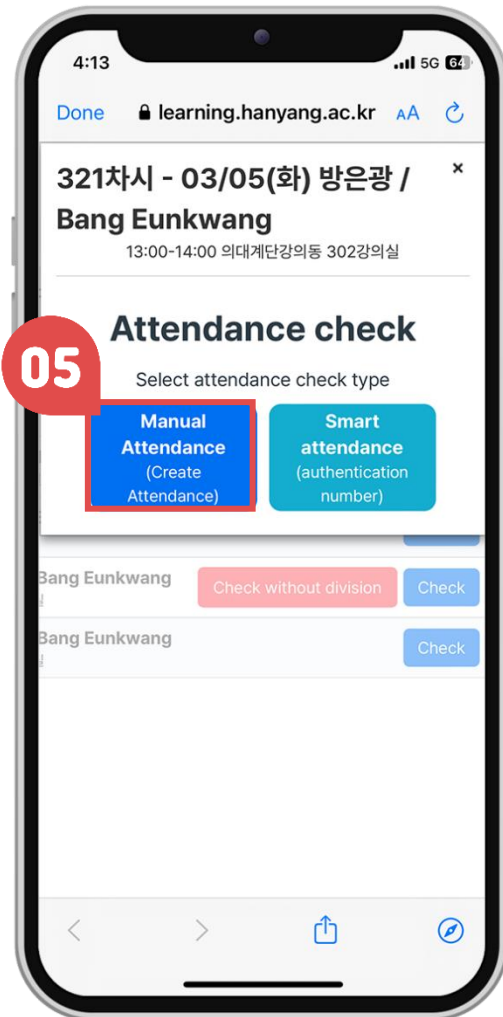 4:13
5G 64
Done learning.hanyang.ac.kr AA
321차시 - 03/05(화) 방은광 /
Bang Eunkwang
×
13:00-14:00 의대계단강의동 302강의실
Attendance check
05
Select attendance check type
Manual
Attendance
(Create
Attendance)
Smart
attendance
(authentication
number)
Bang Eunkwang
Check without division
Check
Bang Eunkwang
Check